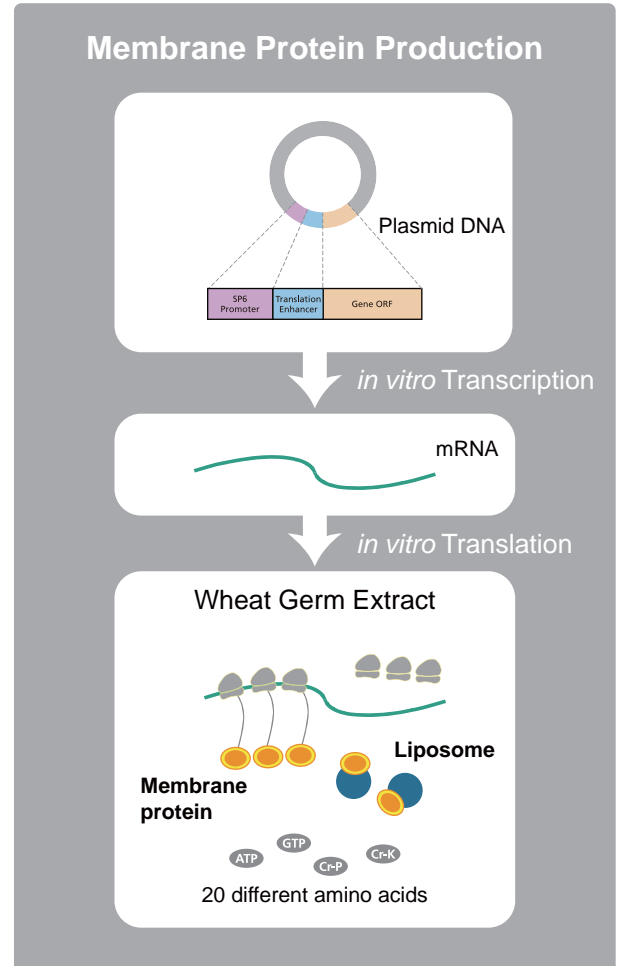 Membrane Protein Production
Plasmid DNA
SP6
Promoter
Translation
Enhancer
Gene ORF
in vitro Transcription
mRNA
in vitro Translation
Wheat Germ Extract
Liposome
Membrane
protein
ATP
GTP
Cr-P
Cr-K
20 different amino acids